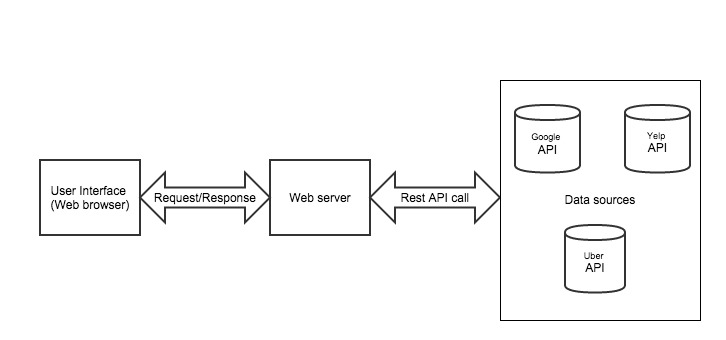 User Interface
(Web browser)
Request/Response
Web server
Rest API call
Google
API
Yelp
API
Data sources
Uber
API